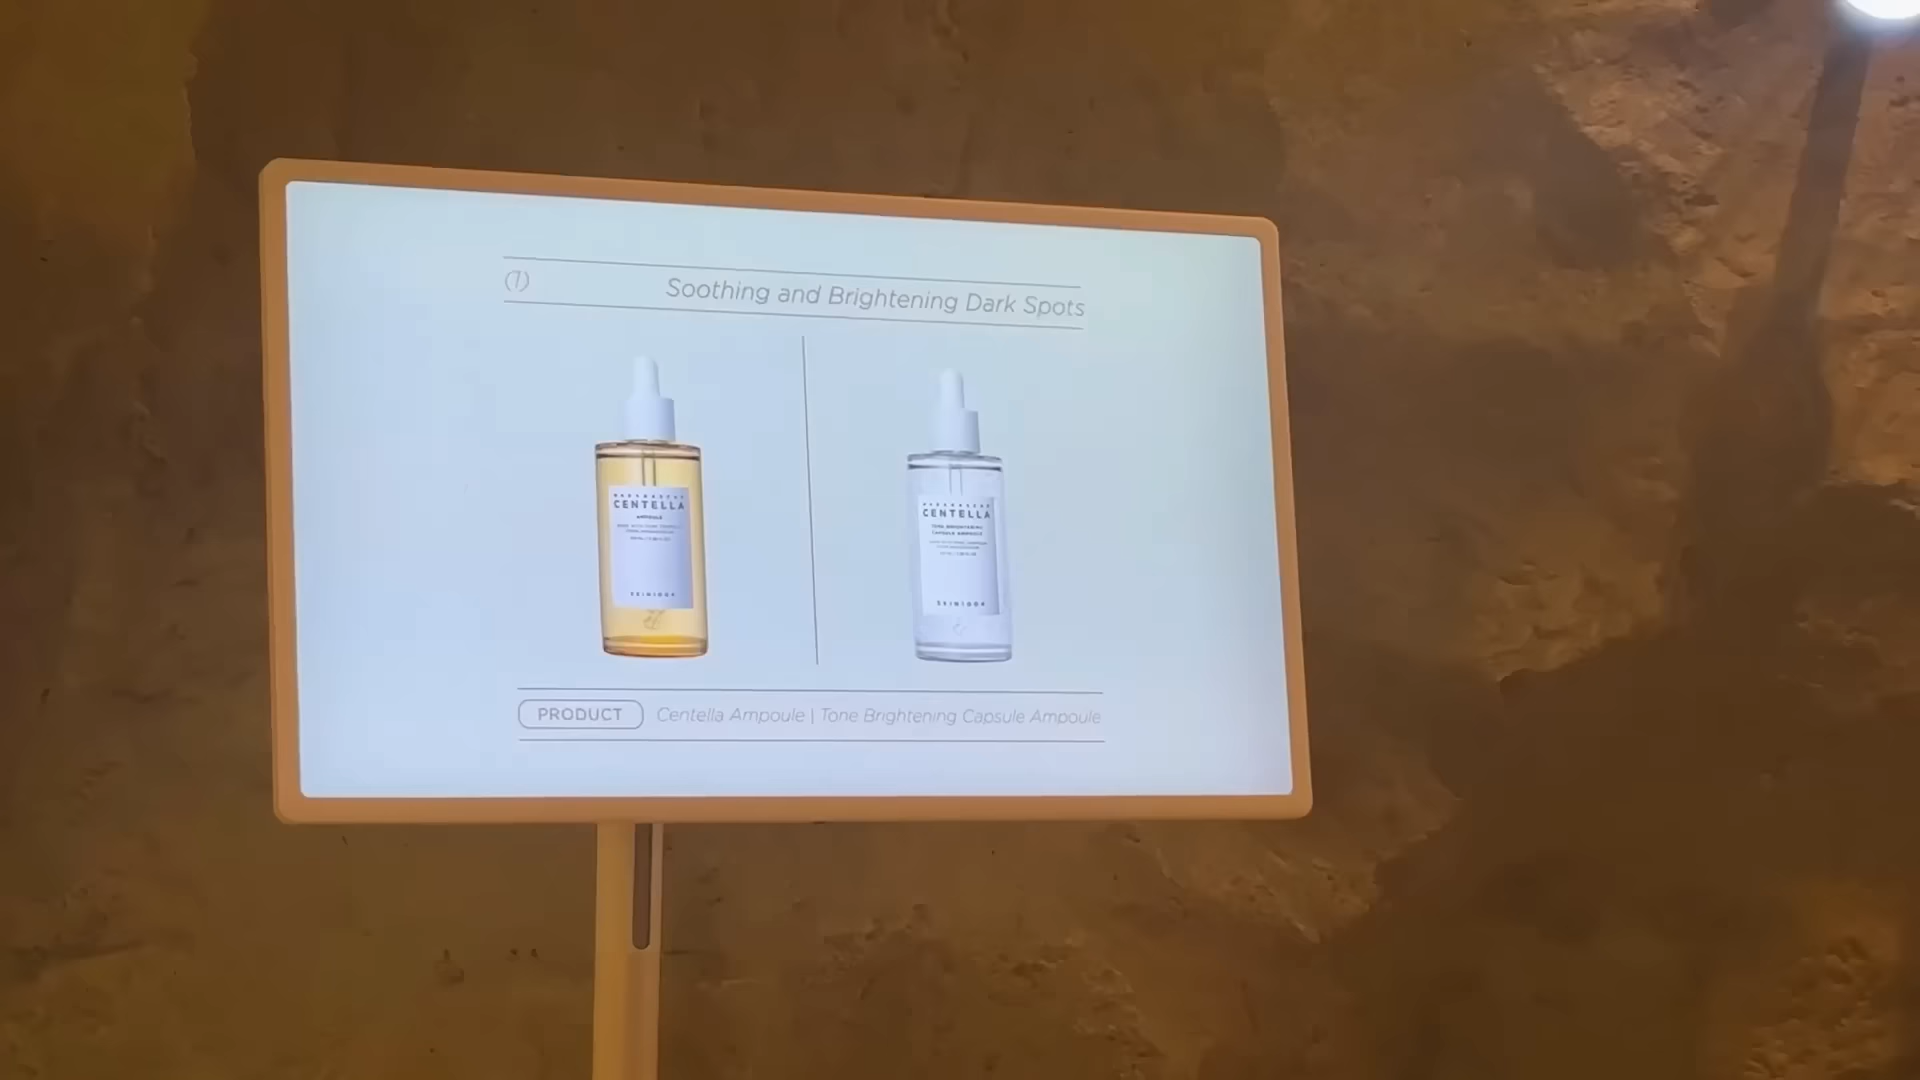 (1)
Soothing and Brightening Dark Spots
CENTELLA
AMPOULE
SKIN1004
CENTELLA
TONE BRIGHTENING
CAPSULE AMPOULE
SKIN1004
PRODUCT Centella Ampoule | Tone Brightening Capsule Ampoule